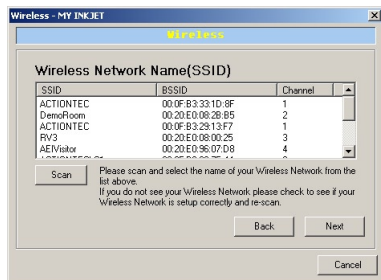 Wireless - MY INKJET
Wireless
Wireless Network Name(SSID)
SSID BSSID Channel
ACTIONTEC 00:0F:B3:33:1D:8F 1
DemoRoom 00:20:E0:08:2B:B5 2
ACTIONTEC 00:0F:B3:29:13:F7 1
RV3 00:20:E0:08:00:25 3
AEIVisitor 00:20:E0:96:07:D8 4
Scan
Please scan and select the name of your Wireless Network from the
list above.
If you do not see your Wireless Network please check to see if your
Wireless Network is setup correctly and re-scan.
Back Next
Cancel